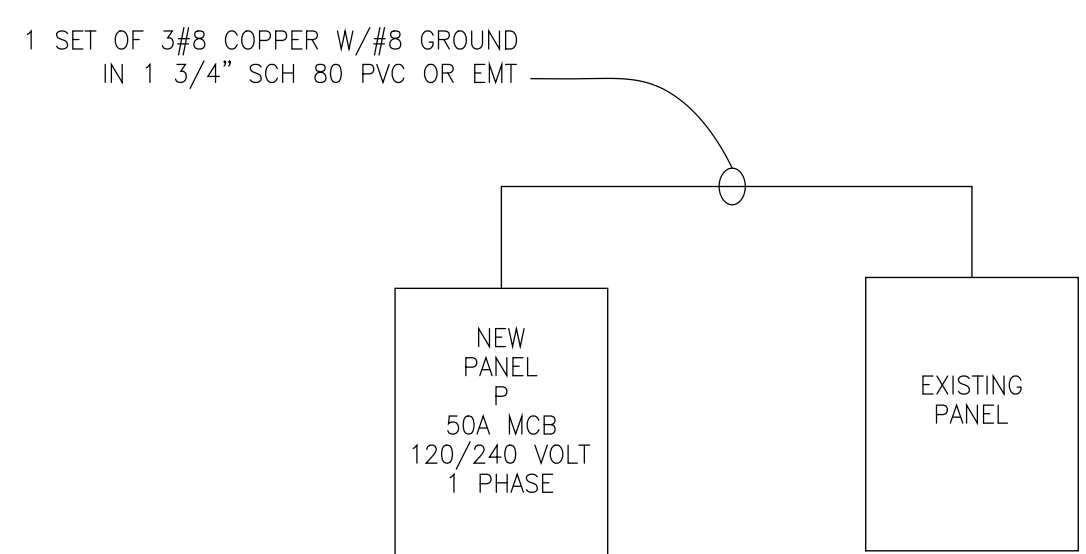 1 SET OF 3#8 COPPER W/#8 GROUND
IN 1 3/4" SCH 80 PVC OR EMT
NEW
PANEL
P
50A MCB
120/240 VOLT
1 PHASE
EXISTING
PANEL